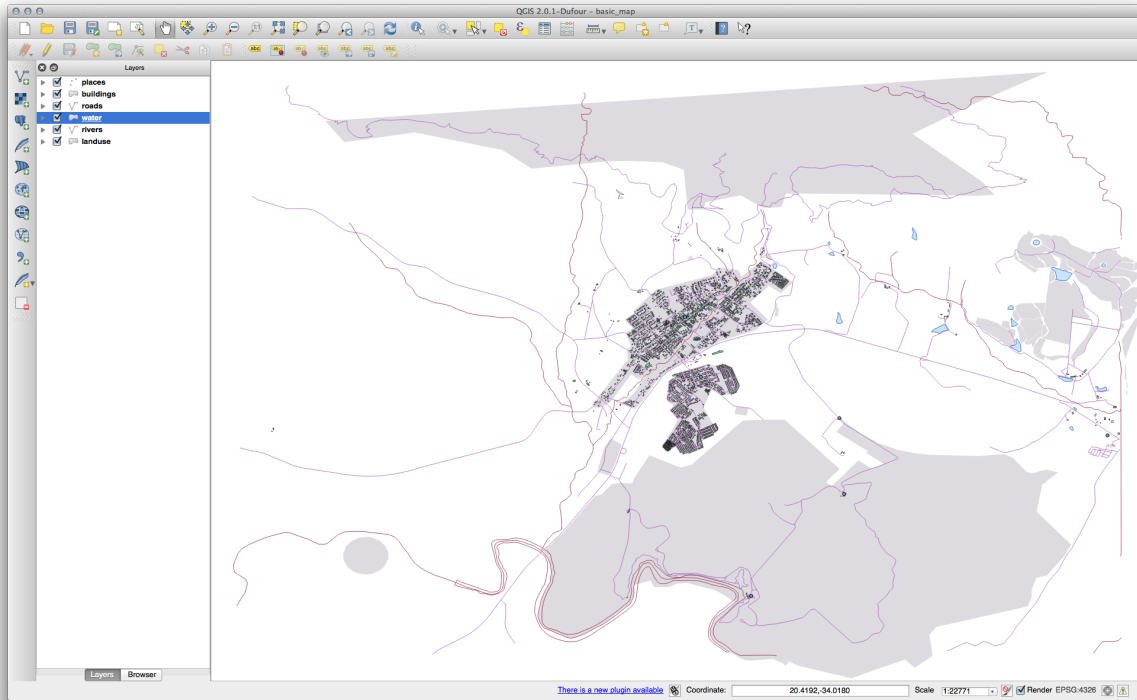 QGIS 2.0.1-Dufour - basic_map
Layers
places
buildings
roads
water
rivers
landuse
Layers Browser
There is a new plugin available Coordinate: 20.4192,-34.0180 Scale 1:22771 Render EPSG:4326